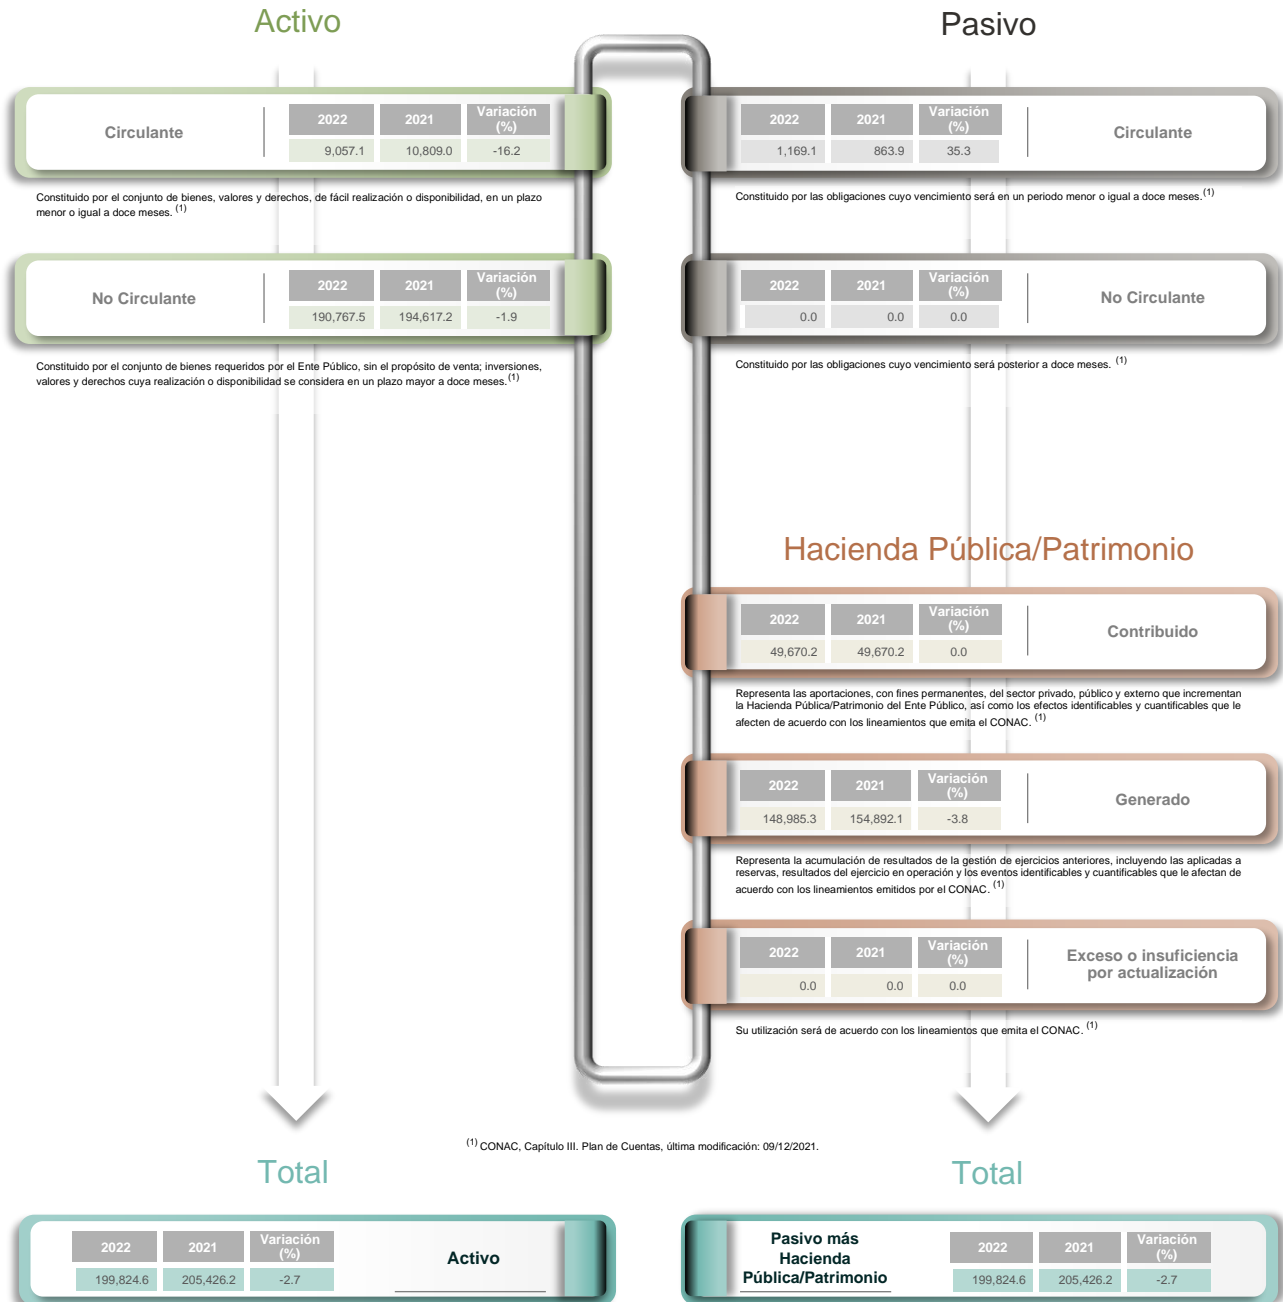 Activo
Circulante
2022 2021 Variación (%)
9,057.1 10,809.0 -16.2
Constituido por el conjunto de bienes, valores y derechos, de fácil realización o disponibilidad, en un plazo
menor o igual a doce meses. (1)
No Circulante
2022 2021 Variación (%)
190,767.5 194,617.2 -1.9
Constituido por el conjunto de bienes requeridos por el Ente Público, sin el propósito de venta; inversiones,
valores y derechos cuya realización o disponibilidad se considera en un plazo mayor a doce meses. (1)
Pasivo
2022 2021 Variación (%)
1,169.1 863.9 35.3
Circulante
Constituido por las obligaciones cuyo vencimiento será en un periodo menor o igual a doce meses. (1)
2022 2021 Variación (%)
0.0 0.0 0.0
No Circulante
Constituido por las obligaciones cuyo vencimiento será posterior a doce meses. (1)
Hacienda Pública/Patrimonio
2022 2021 Variación (%)
49,670.2 49,670.2 0.0
Contribuido
Representa las aportaciones, con fines permanentes, del sector privado, público y externo que incrementan
la Hacienda Pública/Patrimonio del Ente Público, así como los efectos identificables y cuantificables que le
afecten de acuerdo con los lineamientos que emita el CONAC. (1)
2022 2021 Variación (%)
148,985.3 154,892.1 -3.8
Generado
Representa la acumulación de resultados de la gestión de ejercicios anteriores, incluyendo las aplicadas a
reservas, resultados del ejercicio en operación y los eventos identificables y cuantificables que le afectan de
acuerdo con los lineamientos emitidos por el CONAC. (1)
2022 2021 Variación (%)
0.0 0.0 0.0
Exceso o insuficiencia
por actualización
Su utilización será de acuerdo con los lineamientos que emita el CONAC. (1)
(1) CONAC, Capítulo III. Plan de Cuentas, última modificación: 09/12/2021.
Total
2022 2021 Variación (%)
199,824.6 205,426.2 -2.7
Activo
Total
Pasivo más
Hacienda
Pública/Patrimonio
2022 2021 Variación (%)
199,824.6 205,426.2 -2.7